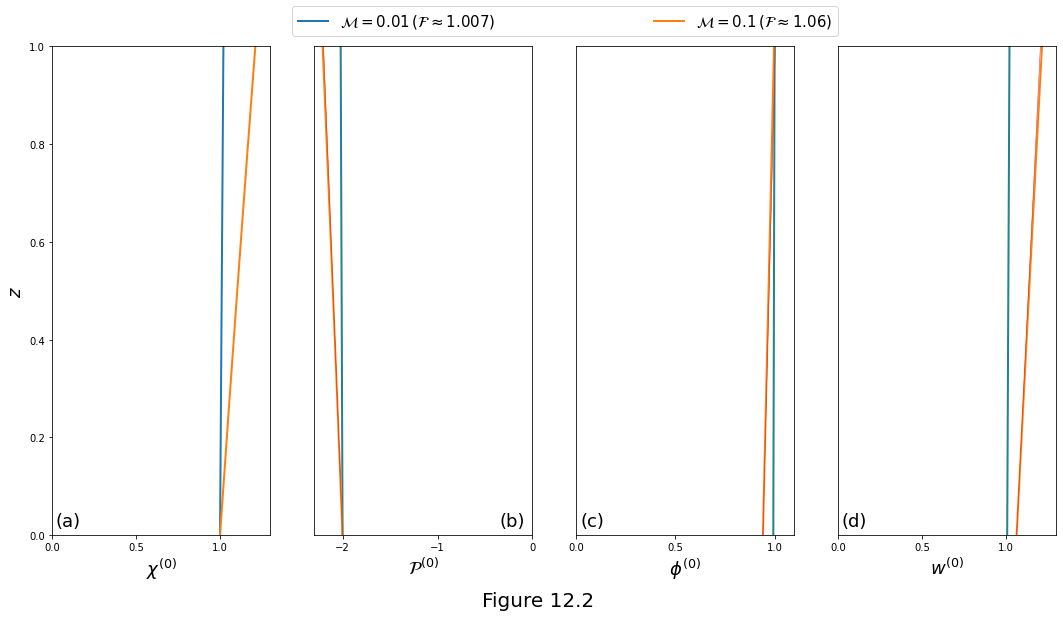 ℳ = 0.01 (ℱ ≈ 1.007)
ℳ = 0.1 (ℱ ≈ 1.06)
1.0
0.8
0.6
z
0.4
0.2
0.0
(a)
(b)
(c)
(d)
0.0 0.5 1.0
−2 −1 0
0.0 0.5 1.0
0.0 0.5 1.0
χ⁽⁰⁾
𝒫⁽⁰⁾
ϕ⁽⁰⁾
w⁽⁰⁾
Figure 12.2